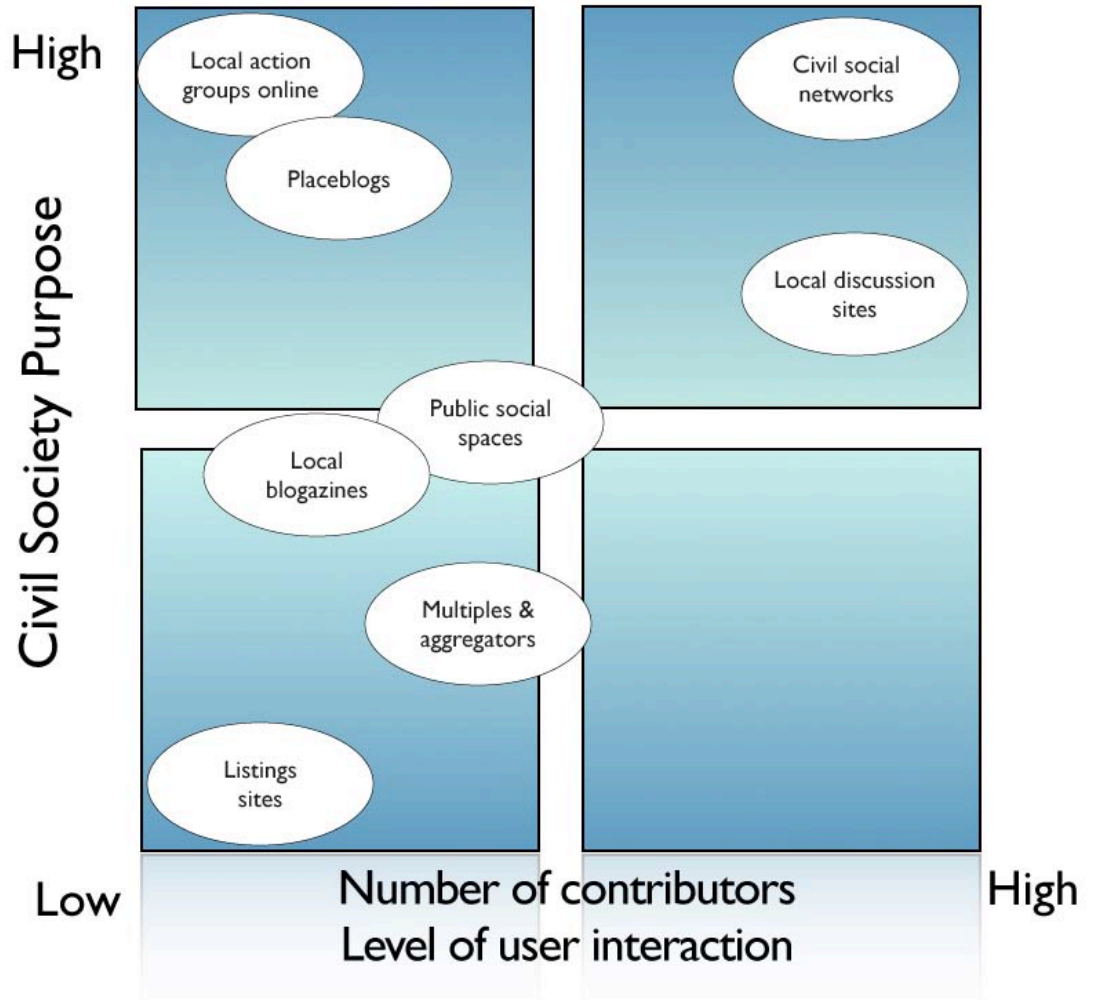 High
Local action
groups online
Civil social
networks
Placeblogs
Local discussion
sites
Civil Society Purpose
Public social
spaces
Local
blogazines
Multiples &
aggregators
Listings
sites
Low
Number of contributors
High
Level of user interaction